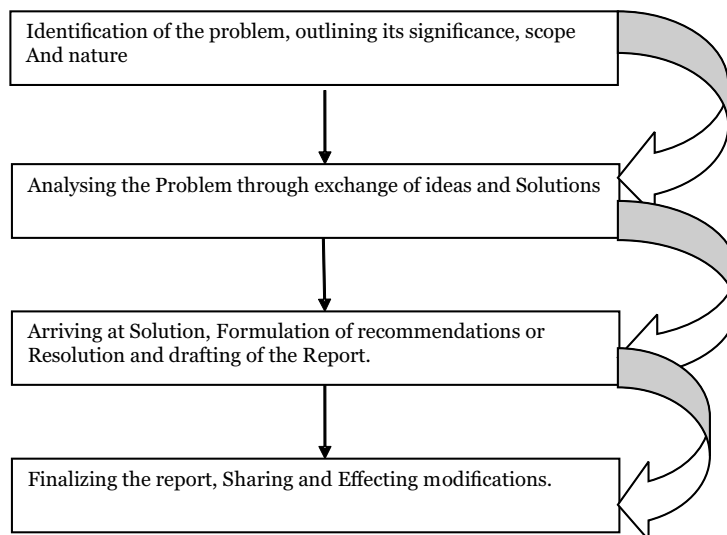 Identification of the problem, outlining its significance, scope
And nature
Analysing the Problem through exchange of ideas and Solutions
Arriving at Solution, Formulation of recommendations or
Resolution and drafting of the Report.
Finalizing the report, Sharing and Effecting modifications.